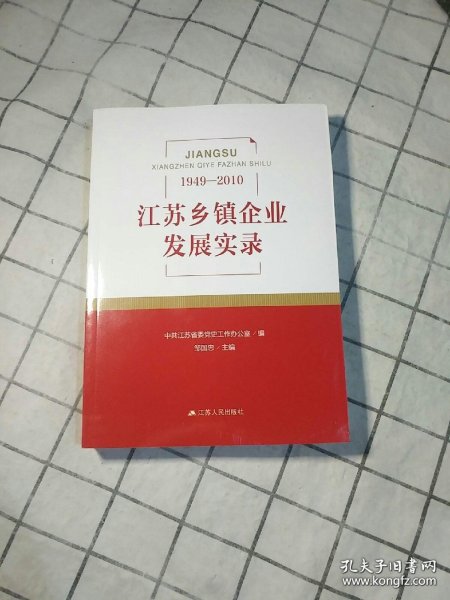 JIANGSU
XIANGZHEN QIYE FAZHAN SHILU
1949—2010
江苏乡镇企业
发展实录
中共江苏省委党史工作办公室／编
邹国忠／主编
江苏人民出版社
孔夫子旧书网
www.kongfz.com